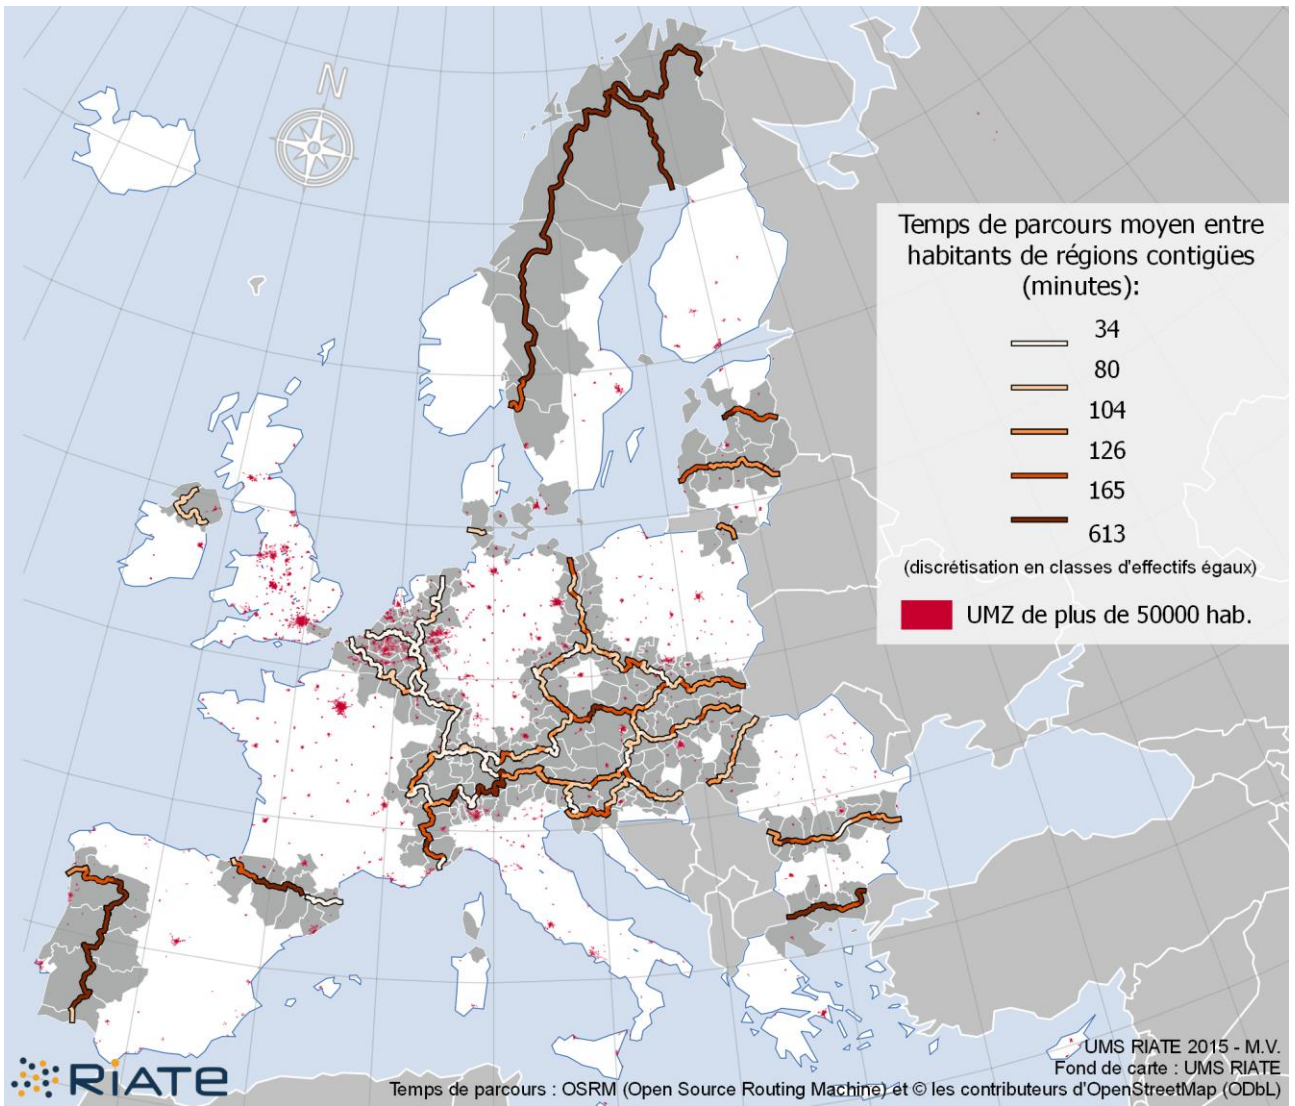 N
Temps de parcours moyen entre
habitants de régions contigües
(minutes):
34
80
104
126
165
613
(discrétisation en classes d'effectifs égaux)
UMZ de plus de 50000 hab.
RIATE
UMS RIATE 2015 - M.V.
Fond de carte : UMS RIATE
Temps de parcours : OSRM (Open Source Routing Machine) et © les contributeurs d'OpenStreetMap (ODbL)